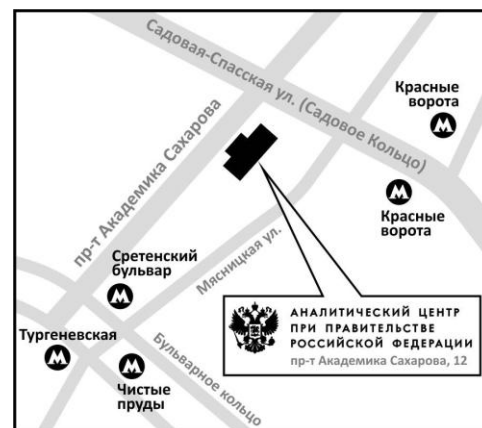 Садовая-Спасская ул. (Садовое Кольцо)
Красные
ворота
М
пр-т Академика Сахарова
М
Красные
ворота
Мясницкая ул.
Сретенский
бульвар
М
АНАЛИТИЧЕСКИЙ ЦЕНТР
ПРИ ПРАВИТЕЛЬСТВЕ
РОССИЙСКОЙ ФЕДЕРАЦИИ
пр-т Академика Сахарова, 12
Тургеневская
М
М
Чистые
пруды
Бульварное кольцо